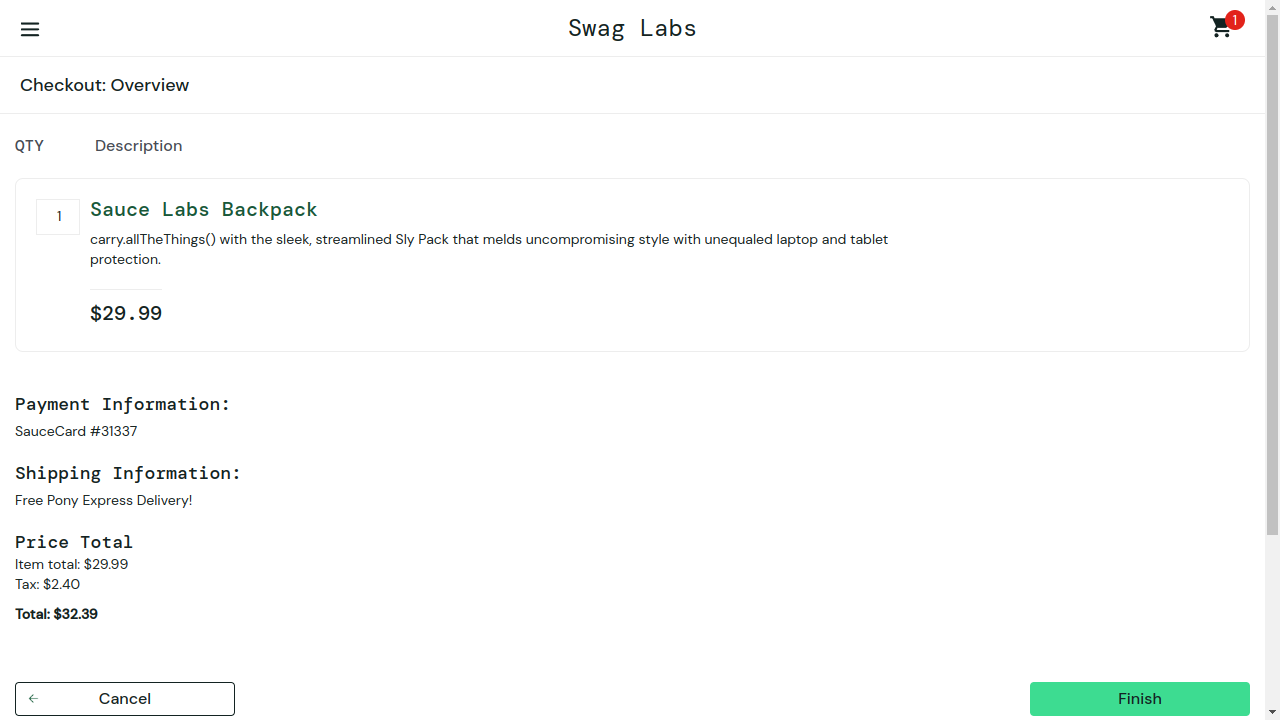 Swag Labs
1
Checkout: Overview
QTY Description
1
Sauce Labs Backpack
carry.allTheThings() with the sleek, streamlined Sly Pack that melds uncompromising style with unequaled laptop and tablet
protection.
$29.99
Payment Information:
SauceCard #31337
Shipping Information:
Free Pony Express Delivery!
Price Total
Item total: $29.99
Tax: $2.40
Total: $32.39
Cancel
Finish